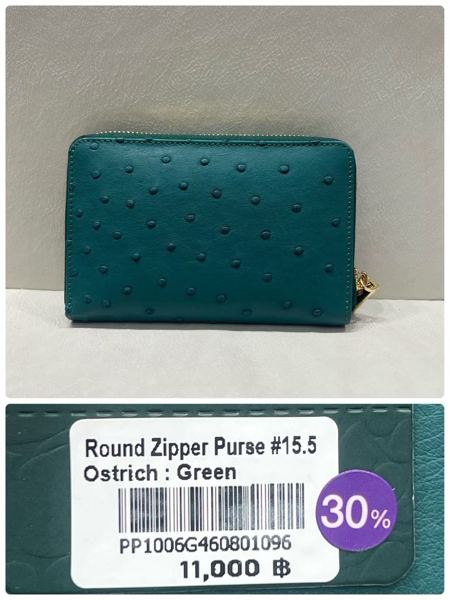 Round Zipper Purse #15.5
Ostrich : Green
30%
PP1006G460801096
11,000 ฿